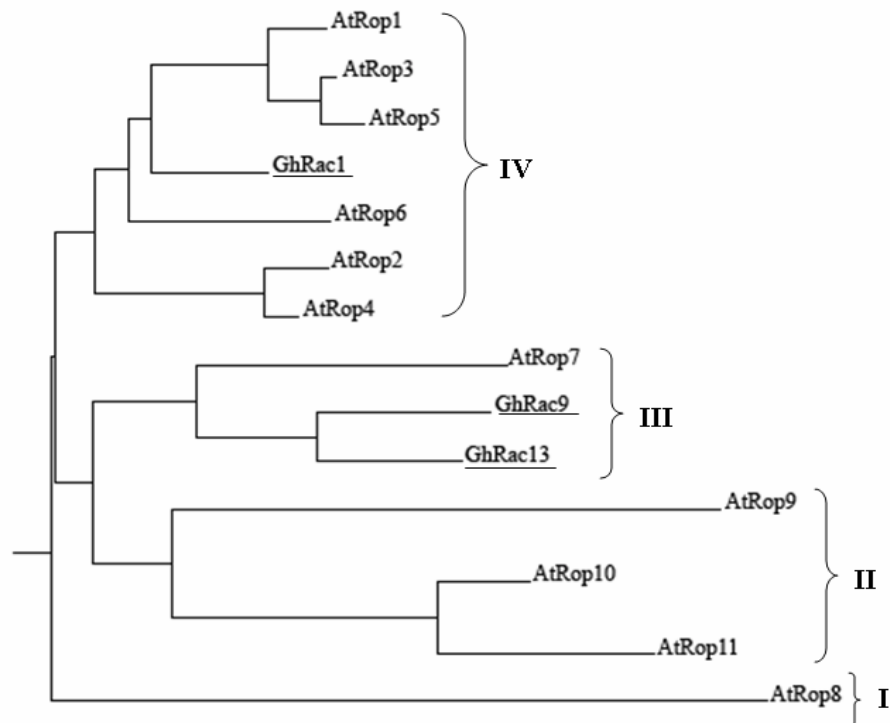 AtRop1
AtRop3
AtRop5
GhRac1
IV
AtRop6
AtRop2
AtRop4
AtRop7
GhRac9
III
GhRac13
AtRop9
AtRop10
II
AtRop11
AtRop8
I